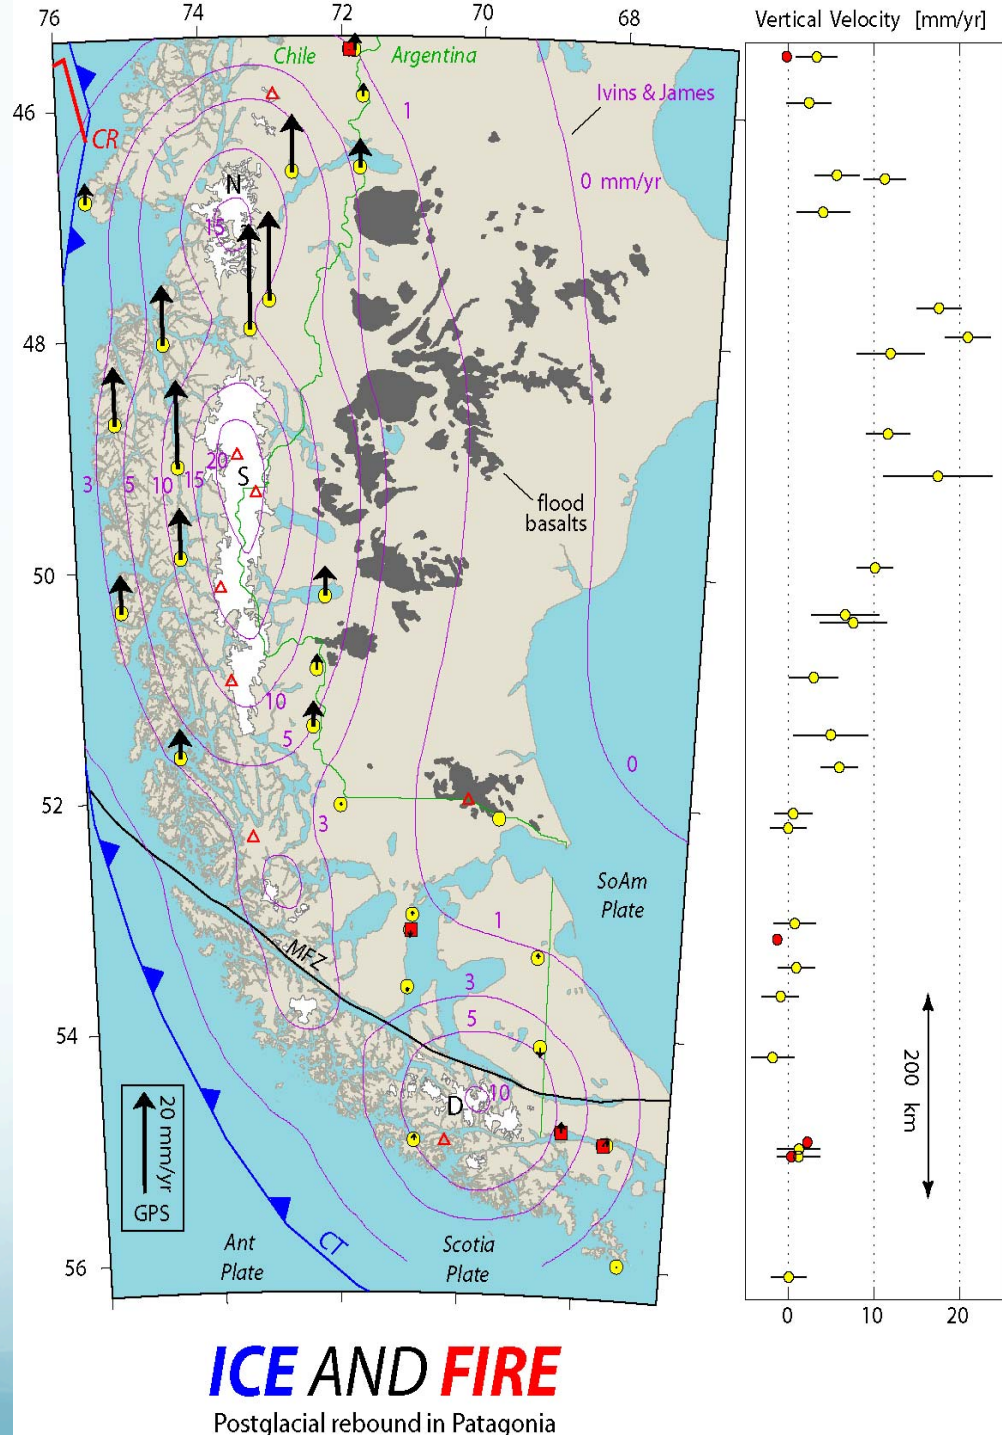 76 74 72 70 68
Vertical Velocity [mm/yr]
Chile Argentina
46
CR
1
Ivins & James
0 mm/yr
N
15
48
20
S
3 5 10 15
flood
basalts
50
10
5
0
52
3
SoAm
Plate
1
MFZ
3
5
54
10
D
200 km
20 mm/yr
GPS
CT
Ant
Plate
Scotia
Plate
56
0 10 20
ICE AND FIRE
Postglacial rebound in Patagonia